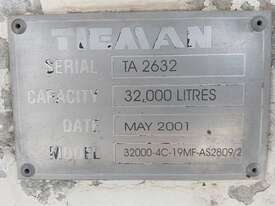 TIEMAN
SERIAL TA 2632
CAPACITY 32,000 LITRES
DATE MAY 2001
MODEL 32000-4C-19MF-AS2809/2